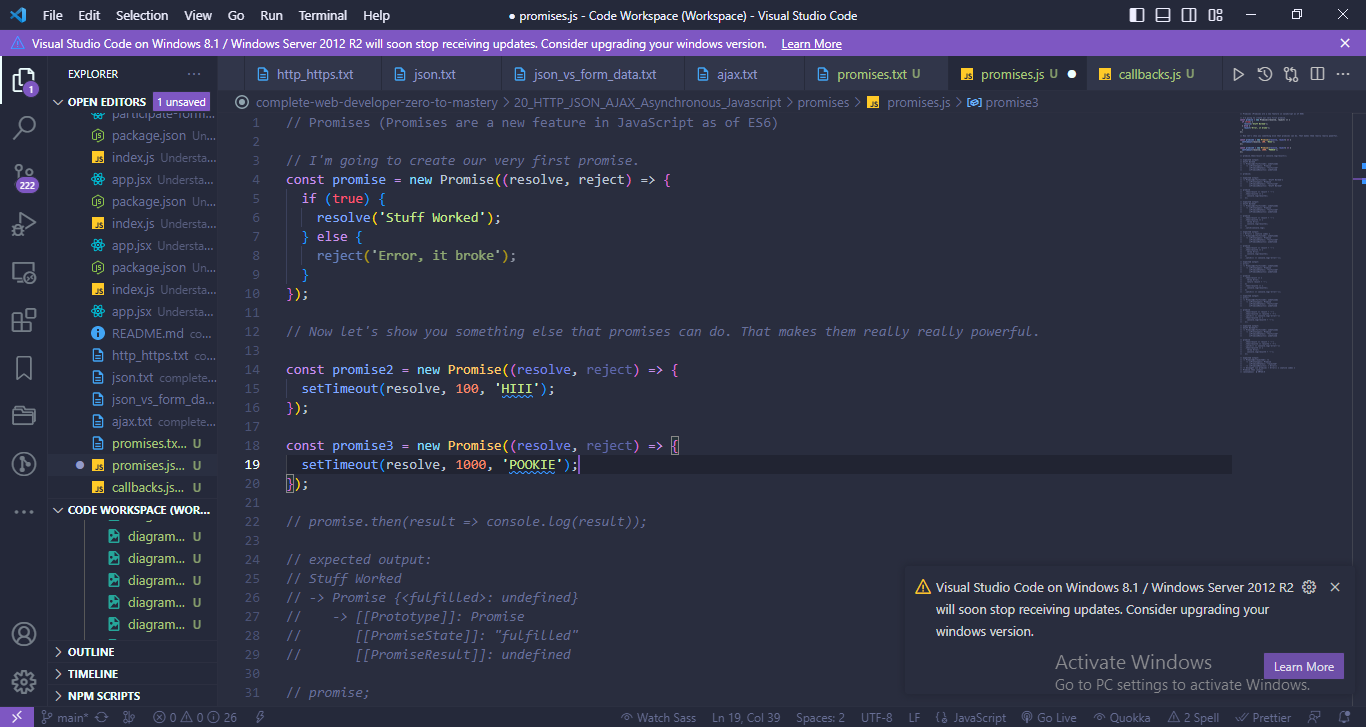 File Edit Selection View Go Run Terminal Help
● promises.js - Code Workspace (Workspace) - Visual Studio Code
Visual Studio Code on Windows 8.1 / Windows Server 2012 R2 will soon stop receiving updates. Consider upgrading your windows version. Learn More
EXPLORER
http_https.txt json.txt json_vs_form_data.txt ajax.txt promises.txt U promises.js U ● callbacks.js U
OPEN EDITORS 1 unsaved
complete-web-developer-zero-to-mastery > 20_HTTP_JSON_AJAX_Asynchronous_Javascript > promises > JS promises.js > promise3
participate-form...
package.json Un...
index.js Understa...
app.jsx Understa...
package.json Un...
index.js Understa...
app.jsx Understa...
package.json Un...
index.js Understa...
app.jsx Understa...
README.md co...
http_https.txt co...
json.txt complete...
json_vs_form_da...
ajax.txt complete...
promises.tx... U
promises.js... U
callbacks.js... U
CODE WORKSPACE (WOR...
diagram... U
diagram... U
diagram... U
diagram... U
diagram... U
OUTLINE
TIMELINE
NPM SCRIPTS
1
222
1 // Promises (Promises are a new feature in JavaScript as of ES6)
2
3 // I'm going to create our very first promise.
4 const promise = new Promise((resolve, reject) => {
5 if (true) {
6 resolve('Stuff Worked');
7 } else {
8 reject('Error, it broke');
9 }
10 });
11
12 // Now let's show you something else that promises can do. That makes them really really powerful.
13
14 const promise2 = new Promise((resolve, reject) => {
15 setTimeout(resolve, 100, 'HIII');
16 });
17
18 const promise3 = new Promise((resolve, reject) => {
19 setTimeout(resolve, 1000, 'POOKIE');
20 });
21
22 // promise.then(result => console.log(result));
23
24 // expected output:
25 // Stuff Worked
26 // -> Promise {<fulfilled>: undefined}
27 // -> [[Prototype]]: Promise
28 // [[PromiseState]]: "fulfilled"
29 // [[PromiseResult]]: undefined
30
31 // promise;
Visual Studio Code on Windows 8.1 / Windows Server 2012 R2
will soon stop receiving updates. Consider upgrading your
windows version.
Learn More
Activate Windows
Go to PC settings to activate Windows.
main* 0 0 26 Watch Sass Ln 19, Col 39 Spaces: 2 UTF-8 LF {} JavaScript Go Live Quokka 2 Spell Prettier